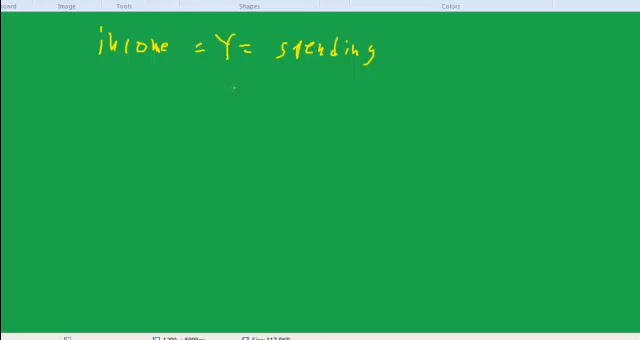 Image Tools Shapes Colors
income = Y = spending